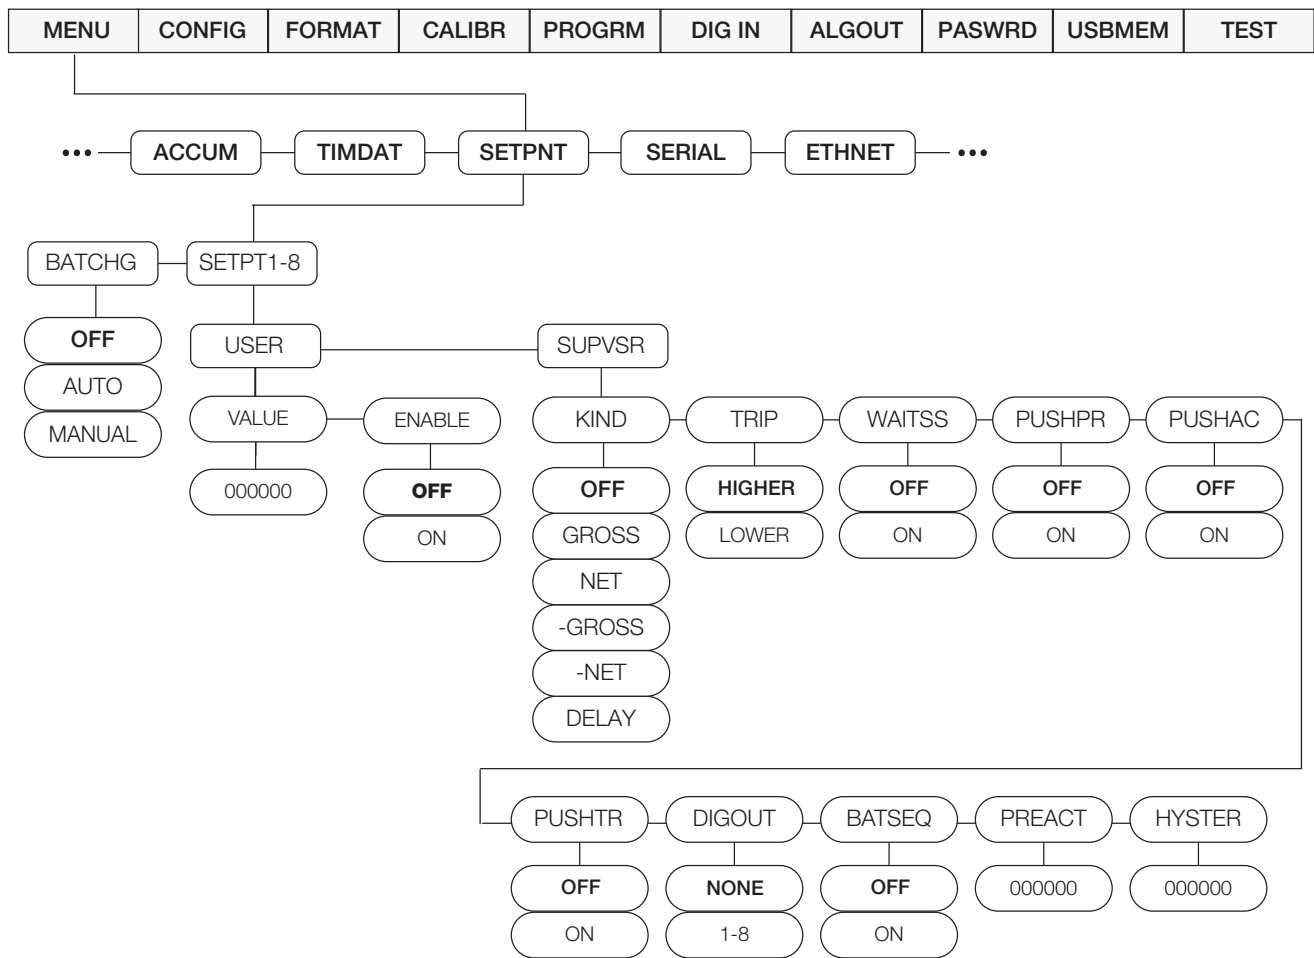 MENU CONFIG FORMAT CALIBR PROGRM DIG IN ALGOUT PASWRD USBMEM TEST
••• ACCUM TIMDAT SETPNT SERIAL ETHNET •••
BATCHG SETPT1-8
OFF USER SUPVSR
AUTO
MANUAL VALUE ENABLE KIND TRIP WAITSS PUSHPR PUSHAC
000000 OFF OFF HIGHER OFF OFF OFF
ON GROSS LOWER ON ON ON
NET
-GROSS
-NET
DELAY
PUSHTR DIGOUT BATSEQ PREACT HYSTER
OFF NONE OFF 000000 000000
ON 1-8 ON